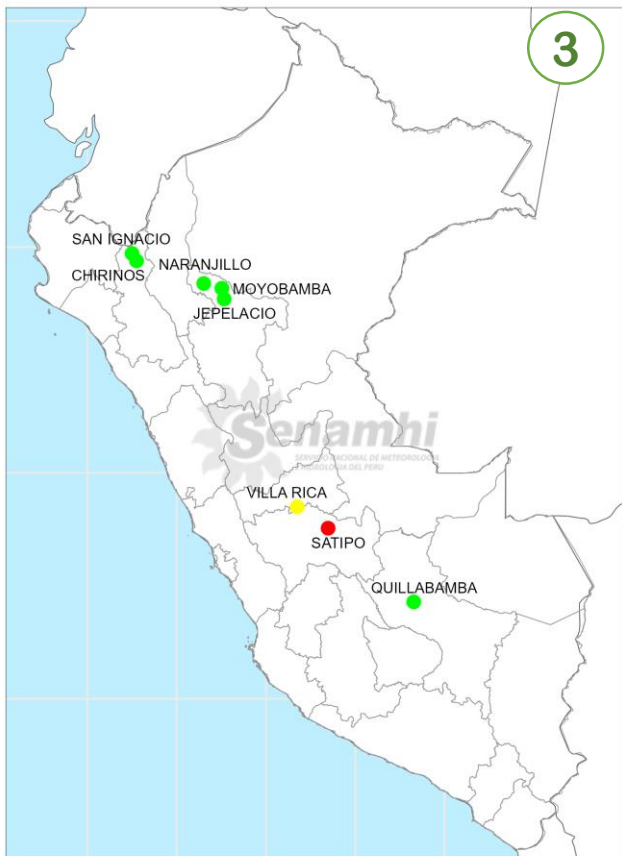 3
SAN IGNACIO
CHIRINOS
NARANJILLO
MOYOBAMBA
JEPELACIO
Senamhi
SERVICIO NACIONAL DE METEOROLOGÍA
E HIDROLOGÍA DEL PERÚ
VILLA RICA
SATIPO
QUILLABAMBA